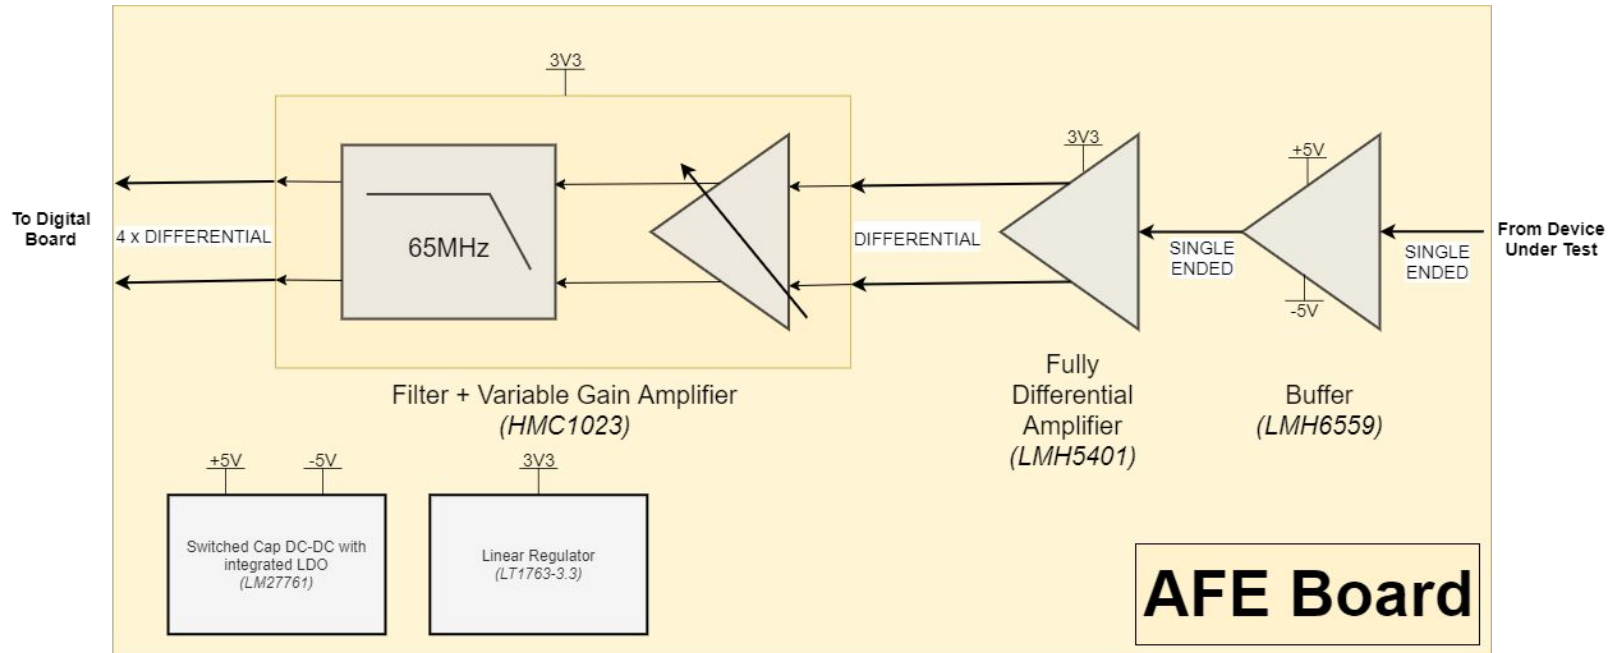 3V3
3V3
+5V
To Digital
Board
4 x DIFFERENTIAL
65MHz
DIFFERENTIAL
SINGLE
ENDED
SINGLE
ENDED
From Device
Under Test
-5V
Filter + Variable Gain Amplifier
(HMC1023)
Fully
Differential
Amplifier
(LMH5401)
Buffer
(LMH6559)
+5V
-5V
3V3
Switched Cap DC-DC with
integrated LDO
(LM27761)
Linear Regulator
(LT1763-3.3)
AFE Board